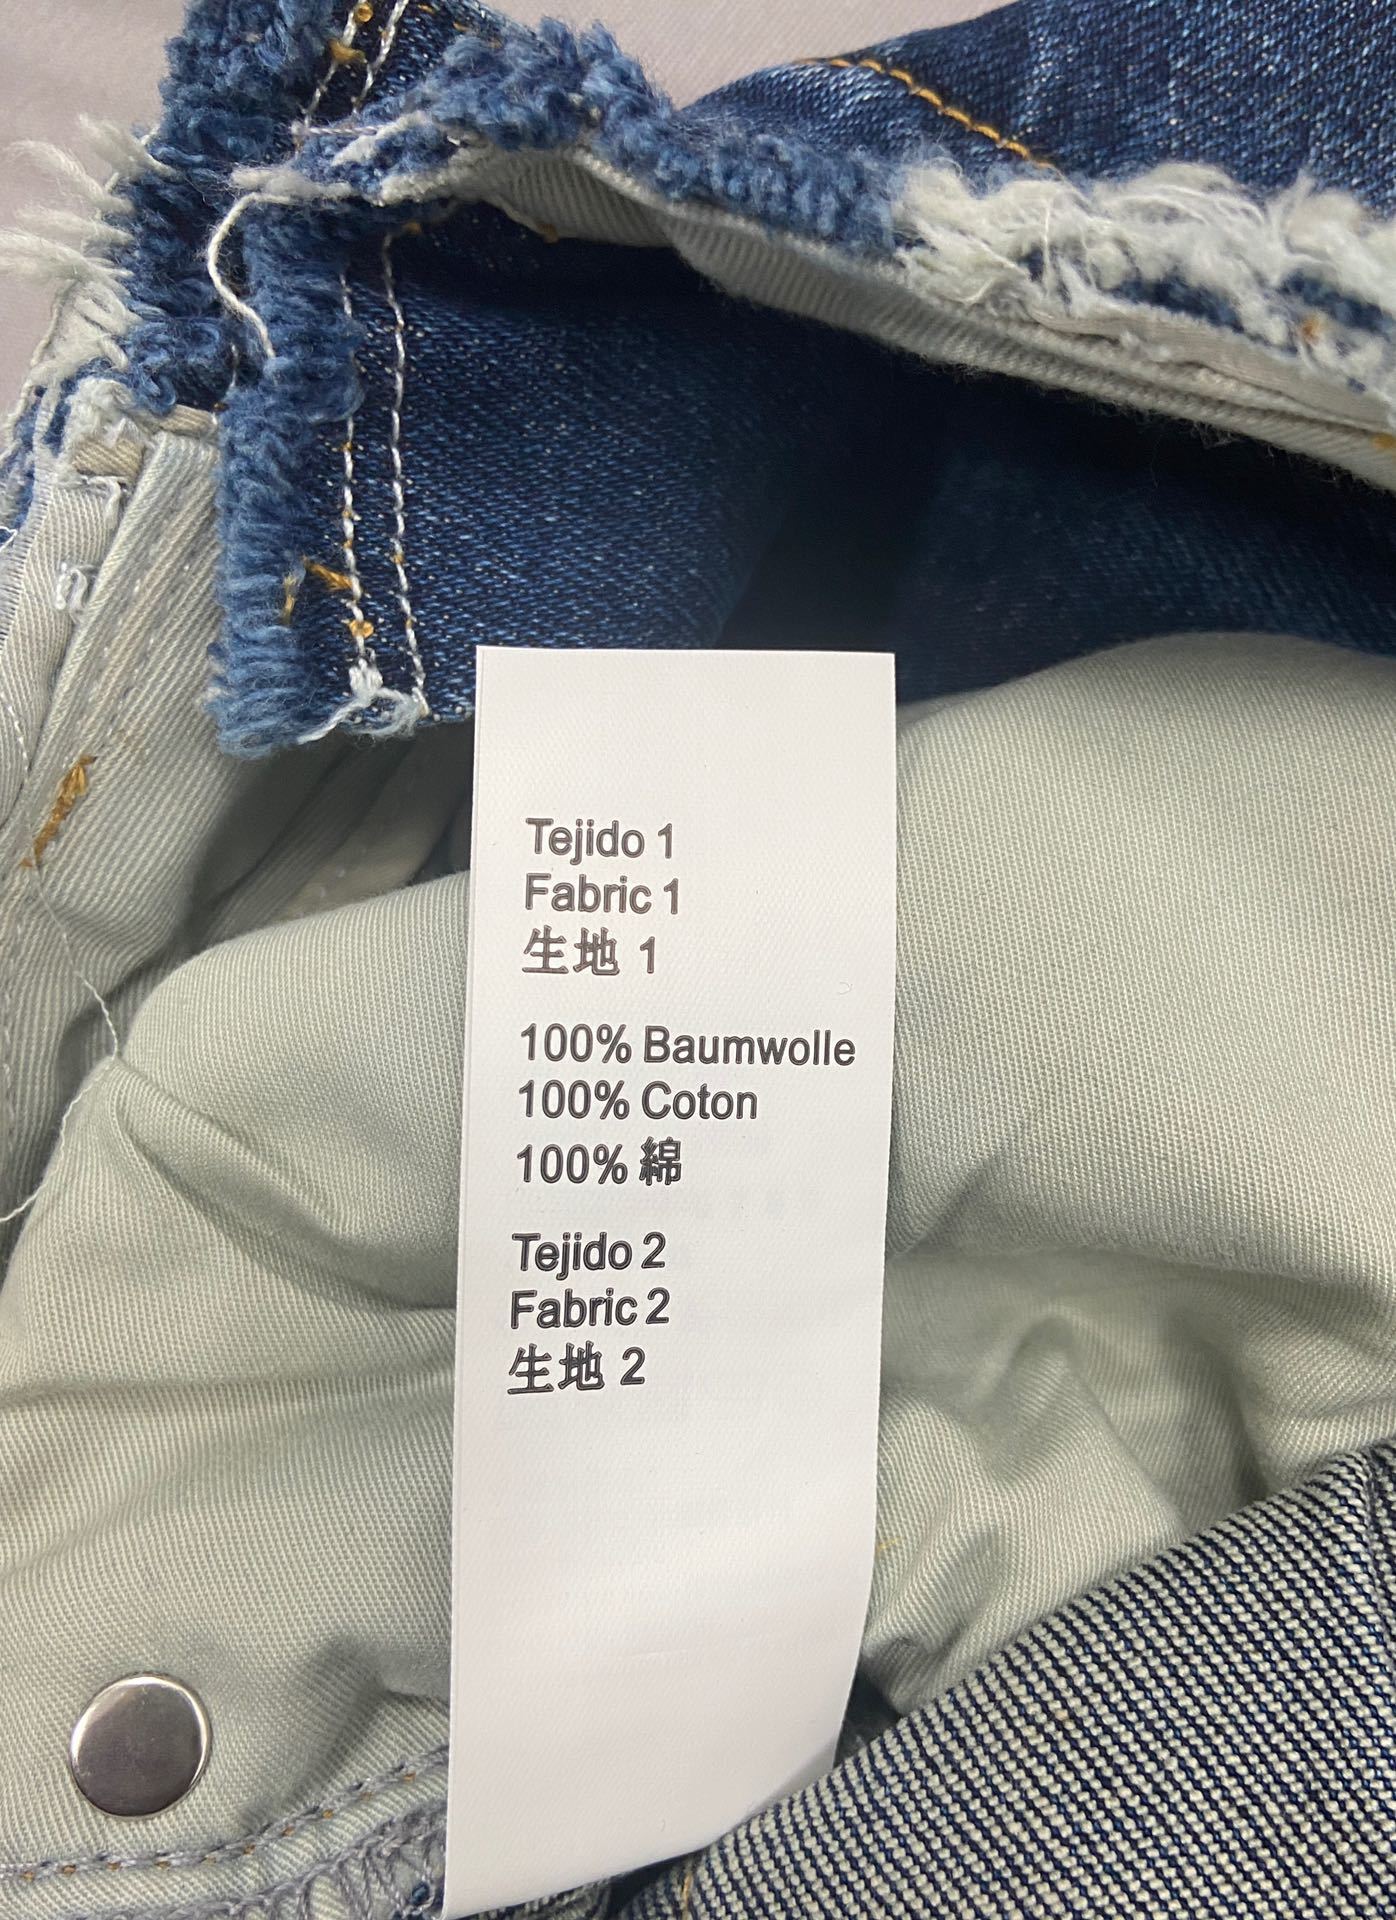 Tejido 1
Fabric 1
生地 1
100% Baumwolle
100% Coton
100% 綿
Tejido 2
Fabric 2
生地 2